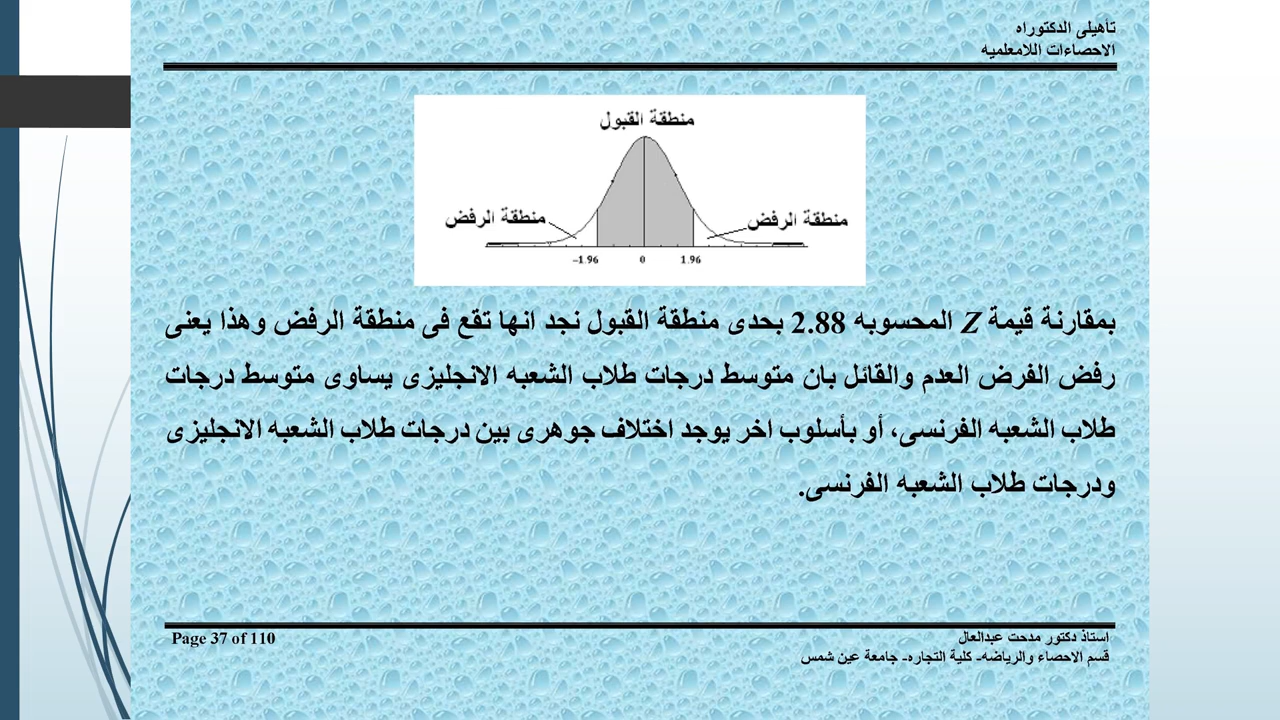 تأهيلى الدكتوراه
الاحصاءات اللامعلميه
منطقة القبول
منطقة الرفض
منطقة الرفض
−1.96 0 1.96
بمقارنة قيمة Z المحسوبه 2.88 بحدى منطقة القبول نجد انها تقع فى منطقة الرفض وهذا يعنى
رفض الفرض العدم والقائل بان متوسط درجات طلاب الشعبه الانجليزى يساوى متوسط درجات
طلاب الشعبه الفرنسى، أو بأسلوب اخر يوجد اختلاف جوهرى بين درجات طلاب الشعبه الانجليزى
ودرجات طلاب الشعبه الفرنسى.
استاذ دكتور مدحت عبدالعال
Page 37 of 110
قسم الاحصاء والرياضه- كلية التجاره- جامعة عين شمس